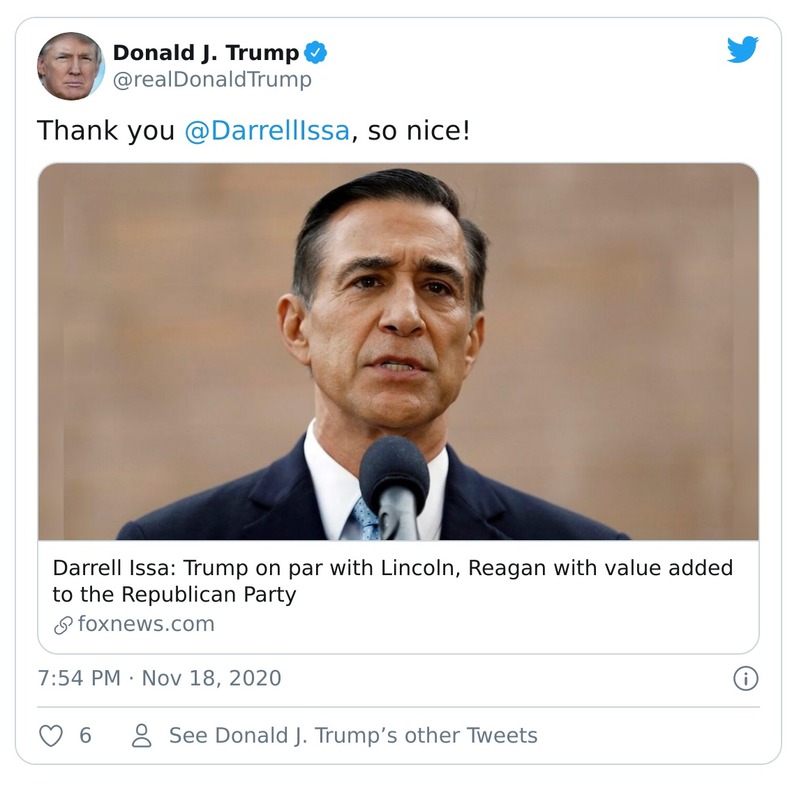 Donald J. Trump
@realDonaldTrump
Thank you @DarrellIssa, so nice!
Darrell Issa: Trump on par with Lincoln, Reagan with value added
to the Republican Party
foxnews.com
7:54 PM · Nov 18, 2020
6
See Donald J. Trump’s other Tweets